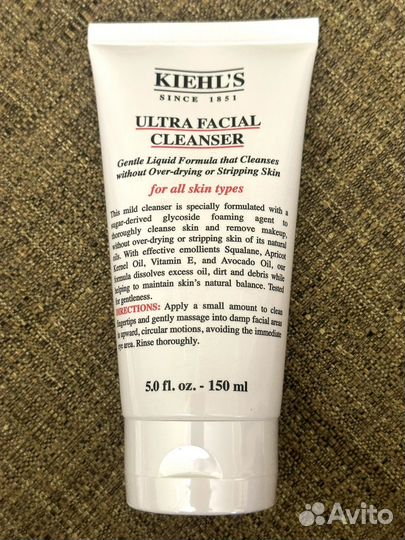 KIEHL'S
SINCE 1851
ULTRA FACIAL
CLEANSER
Gentle Liquid Formula that Cleanses
without Over-drying or Stripping Skin
for all skin types
This mild cleanser is specially formulated with a
sugar-derived glycoside foaming agent to
thoroughly cleanse skin and remove makeup,
without over-drying or stripping skin of its natural
oils. With effective emollients Squalane, Apricot
Kernel Oil, Vitamin E, and Avocado Oil, our
formula dissolves excess oil, dirt and debris while
helping to maintain skin's natural balance. Tested
for gentleness.
DIRECTIONS: Apply a small amount to clean
fingertips and gently massage into damp facial areas
in upward, circular motions, avoiding the immediate
eye area. Rinse thoroughly.
5.0 fl. oz. - 150 ml
Avito